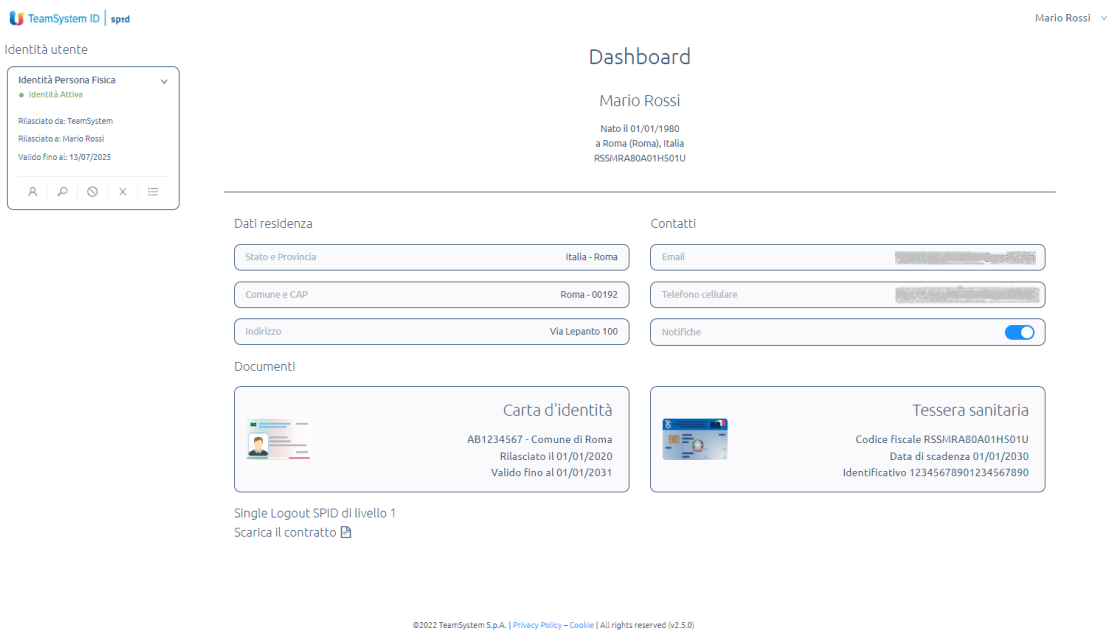 TeamSystem ID | spid
Mario Rossi
Identità utente
Identità Persona Fisica
Identità Attiva
Rilasciato da: TeamSystem
Rilasciato a: Mario Rossi
Valido fino al: 13/07/2025
Dashboard
Mario Rossi
Nato il 01/01/1980
a Roma (Roma), Italia
RSSMRA80A01H501U
Dati residenza
Stato e Provincia Italia - Roma
Comune e CAP Roma - 00192
Indirizzo Via Lepanto 100
Contatti
Email
Telefono cellulare
Notifiche
Documenti
Carta d'identità
AB1234567 - Comune di Roma
Rilasciato il 01/01/2020
Valido fino al 01/01/2031
Tessera sanitaria
Codice fiscale RSSMRA80A01H501U
Data di scadenza 01/01/2030
Identificativo 12345678901234567890
Single Logout SPID di livello 1
Scarica il contratto
©2022 TeamSystem S.p.A. | Privacy Policy – Cookie | All rights reserved (v2.5.0)